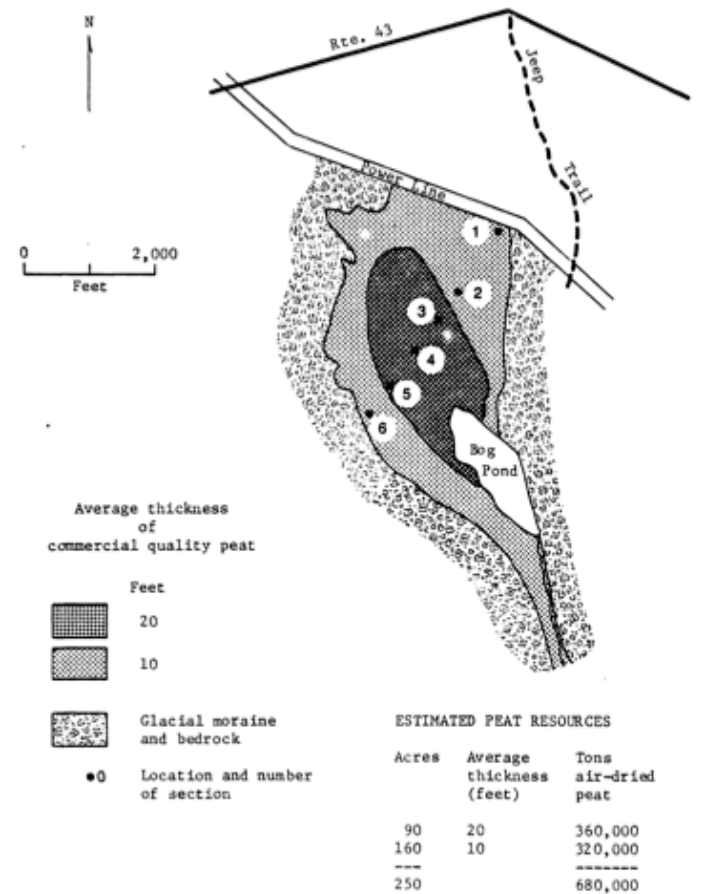 N
Rte. 43
Jeep
Trail
Power Line
0 2,000
Feet
1
2
3
4
5
6
Bog
Pond
Average thickness
of
commercial quality peat
Feet
20
10
Glacial moraine
and bedrock
●0 Location and number
of section
ESTIMATED PEAT RESOURCES
Acres Average Tons
thickness air-dried
(feet) peat
90 20 360,000
160 10 320,000
--- -------
250 680,000